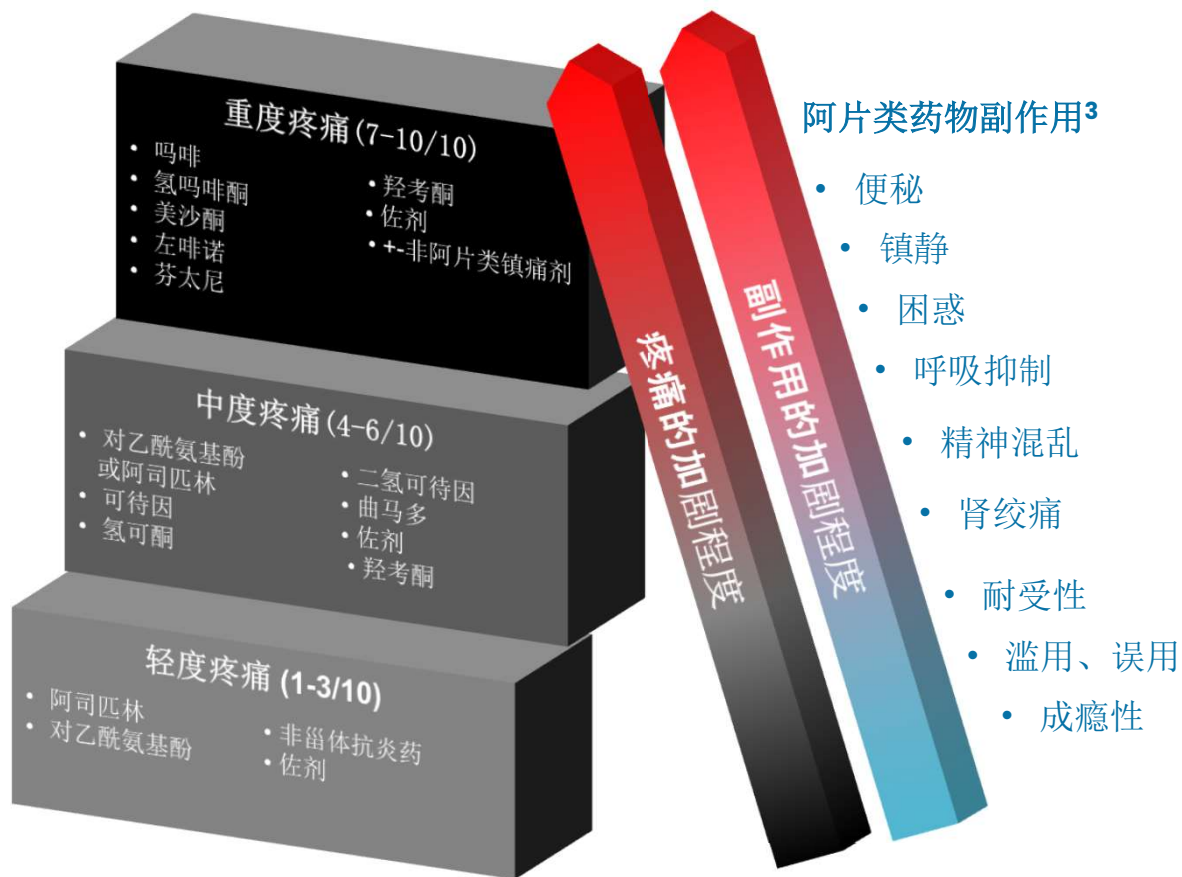 重度疼痛(7-10/10)
• 吗啡
• 氢吗啡酮
• 美沙酮
• 左啡诺
• 芬太尼
• 羟考酮
• 佐剂
• +-非阿片类镇痛剂
中度疼痛(4-6/10)
• 对乙酰氨基酚
或阿司匹林
• 可待因
• 氢可酮
• 二氢可待因
• 曲马多
• 佐剂
• 羟考酮
轻度疼痛 (1-3/10)
• 阿司匹林
• 对乙酰氨基酚
• 非甾体抗炎药
• 佐剂
疼痛的加剧程度
副作用的加剧程度
阿片类药物副作用³
• 便秘
• 镇静
• 困惑
• 呼吸抑制
• 精神混乱
• 肾绞痛
• 耐受性
• 滥用、误用
• 成瘾性